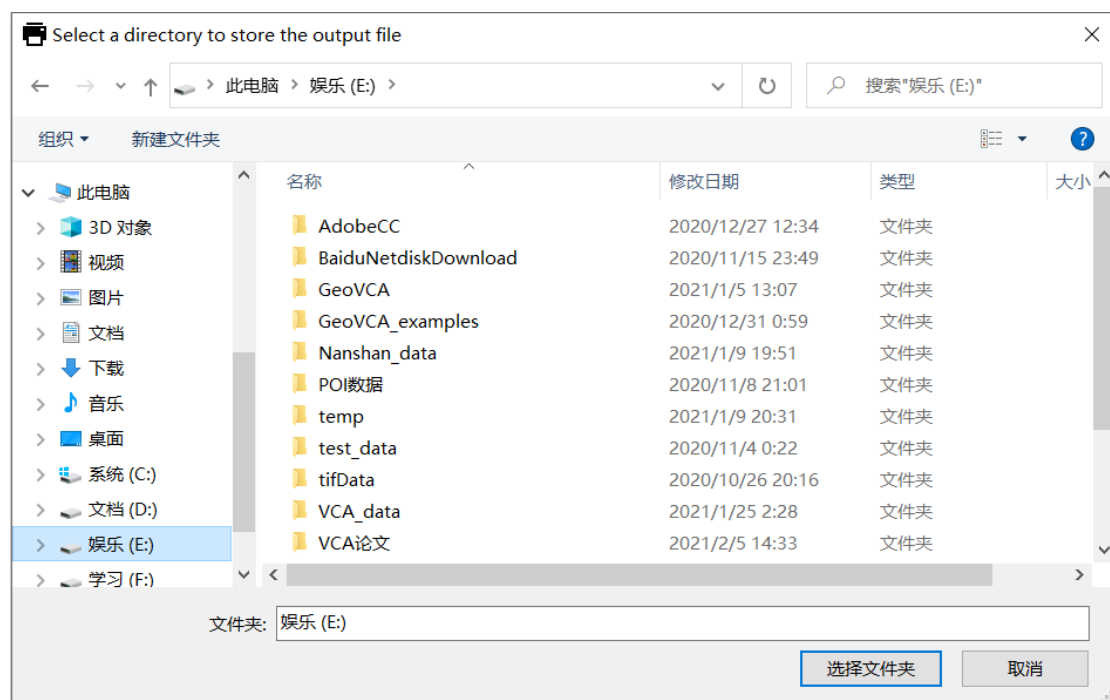 Select a directory to store the output file
此电脑 > 娱乐 (E:) >
搜索"娱乐 (E:)"
组织 新建文件夹
名称 修改日期 类型 大小
此电脑
3D 对象
视频
图片
文档
下载
音乐
桌面
系统 (C:)
文档 (D:)
娱乐 (E:)
学习 (F:)
AdobeCC 2020/12/27 12:34 文件夹
BaiduNetdiskDownload 2020/11/15 23:49 文件夹
GeoVCA 2021/1/5 13:07 文件夹
GeoVCA_examples 2020/12/31 0:59 文件夹
Nanshan_data 2021/1/9 19:51 文件夹
POI数据 2020/11/8 21:01 文件夹
temp 2021/1/9 20:31 文件夹
test_data 2020/11/4 0:22 文件夹
tifData 2020/10/26 20:16 文件夹
VCA_data 2021/1/25 2:28 文件夹
VCA论文 2021/2/5 14:33 文件夹
文件夹: 娱乐 (E:)
选择文件夹 取消